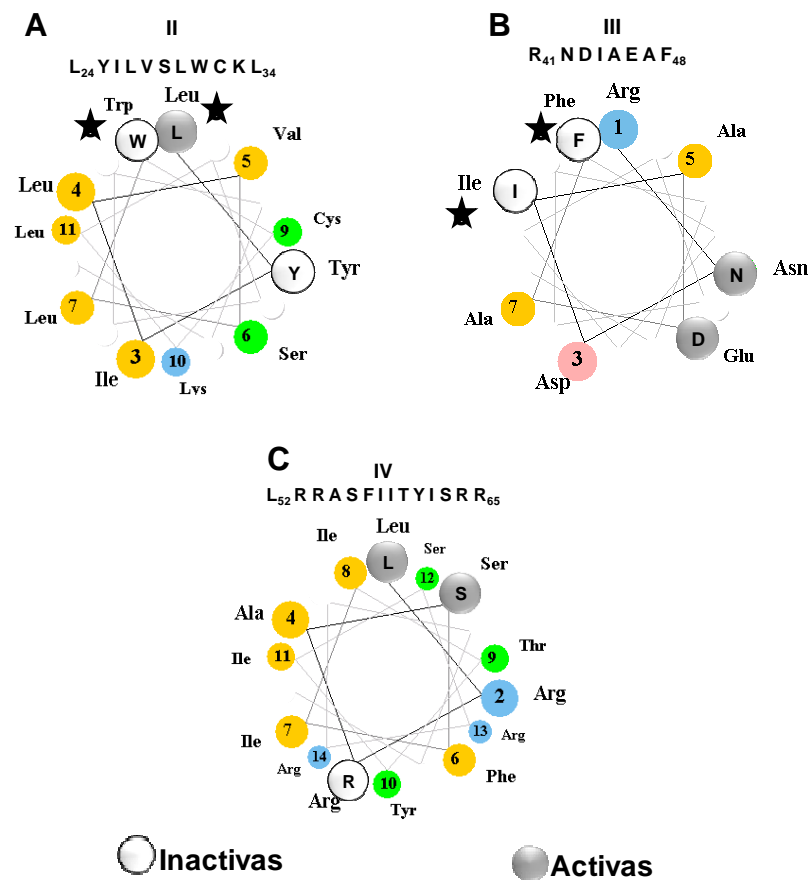 A
II
L24 Y I L V S L W C K L34
Trp
Leu
W
L
Val
5
Leu
4
Leu
11
9
Cys
Y
Tyr
Leu
7
6
Ser
3
10
Ile
Lys
B
III
R41 N D I A E A F48
Phe
Arg
F
1
Ala
5
Ile
I
N
Asn
Ala
7
D
Glu
3
Asp
C
IV
L52 R R A S F I I T Y I S R R65
Leu
Ile
Ser
Ser
L
8
12
S
Ala
4
Ile
11
9
Thr
2
Arg
Ile
7
13
Arg
Arg
14
6
Phe
R
10
Arg
Tyr
Inactivas
Activas